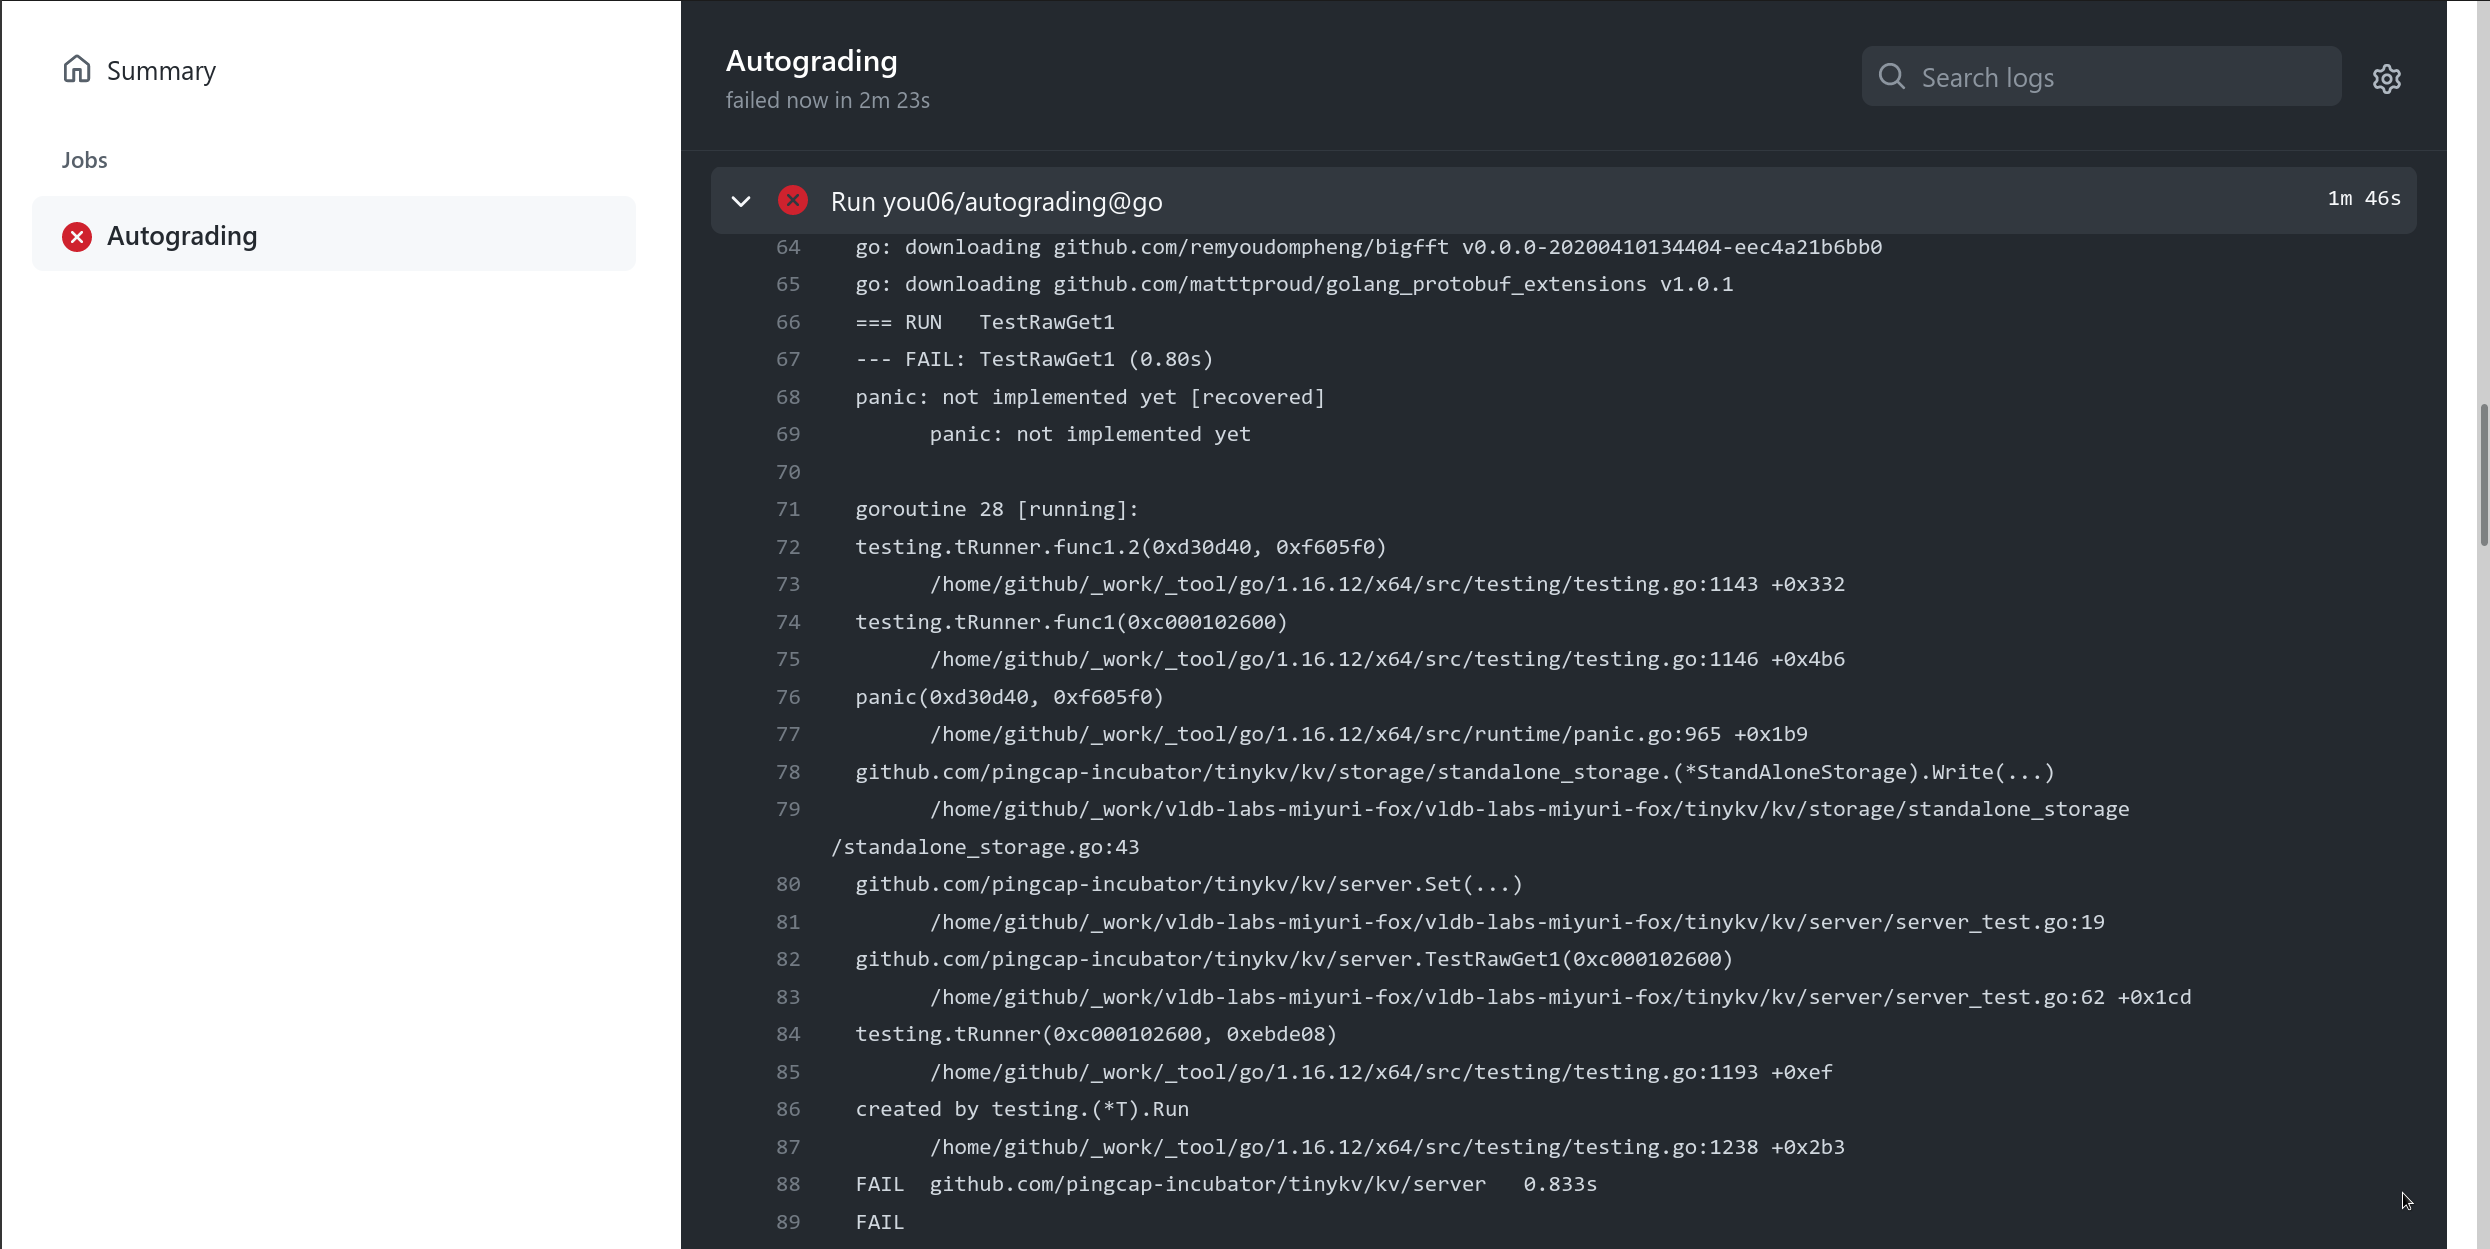 Summary
Jobs
Autograding
Autograding
failed now in 2m 23s
Search logs
Run you06/autograding@go
1m 46s
64 go: downloading github.com/remyoudompheng/bigfft v0.0.0-20200410134404-eec4a21b6bb0
65 go: downloading github.com/matttproud/golang_protobuf_extensions v1.0.1
66 === RUN   TestRawGet1
67 --- FAIL: TestRawGet1 (0.80s)
68 panic: not implemented yet [recovered]
69 panic: not implemented yet
70
71 goroutine 28 [running]:
72 testing.tRunner.func1.2(0xd30d40, 0xf605f0)
73 /home/github/_work/_tool/go/1.16.12/x64/src/testing/testing.go:1143 +0x332
74 testing.tRunner.func1(0xc000102600)
75 /home/github/_work/_tool/go/1.16.12/x64/src/testing/testing.go:1146 +0x4b6
76 panic(0xd30d40, 0xf605f0)
77 /home/github/_work/_tool/go/1.16.12/x64/src/runtime/panic.go:965 +0x1b9
78 github.com/pingcap-incubator/tinykv/kv/storage/standalone_storage.(*StandAloneStorage).Write(...)
79 /home/github/_work/vldb-labs-miyuri-fox/vldb-labs-miyuri-fox/tinykv/kv/storage/standalone_storage
/standalone_storage.go:43
80 github.com/pingcap-incubator/tinykv/kv/server.Set(...)
81 /home/github/_work/vldb-labs-miyuri-fox/vldb-labs-miyuri-fox/tinykv/kv/server/server_test.go:19
82 github.com/pingcap-incubator/tinykv/kv/server.TestRawGet1(0xc000102600)
83 /home/github/_work/vldb-labs-miyuri-fox/vldb-labs-miyuri-fox/tinykv/kv/server/server_test.go:62 +0x1cd
84 testing.tRunner(0xc000102600, 0xebde08)
85 /home/github/_work/_tool/go/1.16.12/x64/src/testing/testing.go:1193 +0xef
86 created by testing.(*T).Run
87 /home/github/_work/_tool/go/1.16.12/x64/src/testing/testing.go:1238 +0x2b3
88 FAIL  github.com/pingcap-incubator/tinykv/kv/server   0.833s
89 FAIL